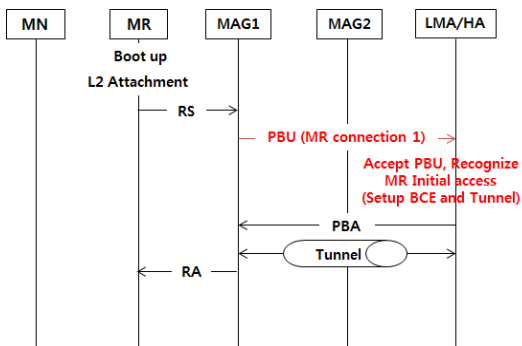 MN
MR
MAG1
MAG2
LMA/HA
Boot up
L2 Attachment
RS
PBU (MR connection 1)
Accept PBU, Recognize
MR Initial access
(Setup BCE and Tunnel)
PBA
Tunnel
RA